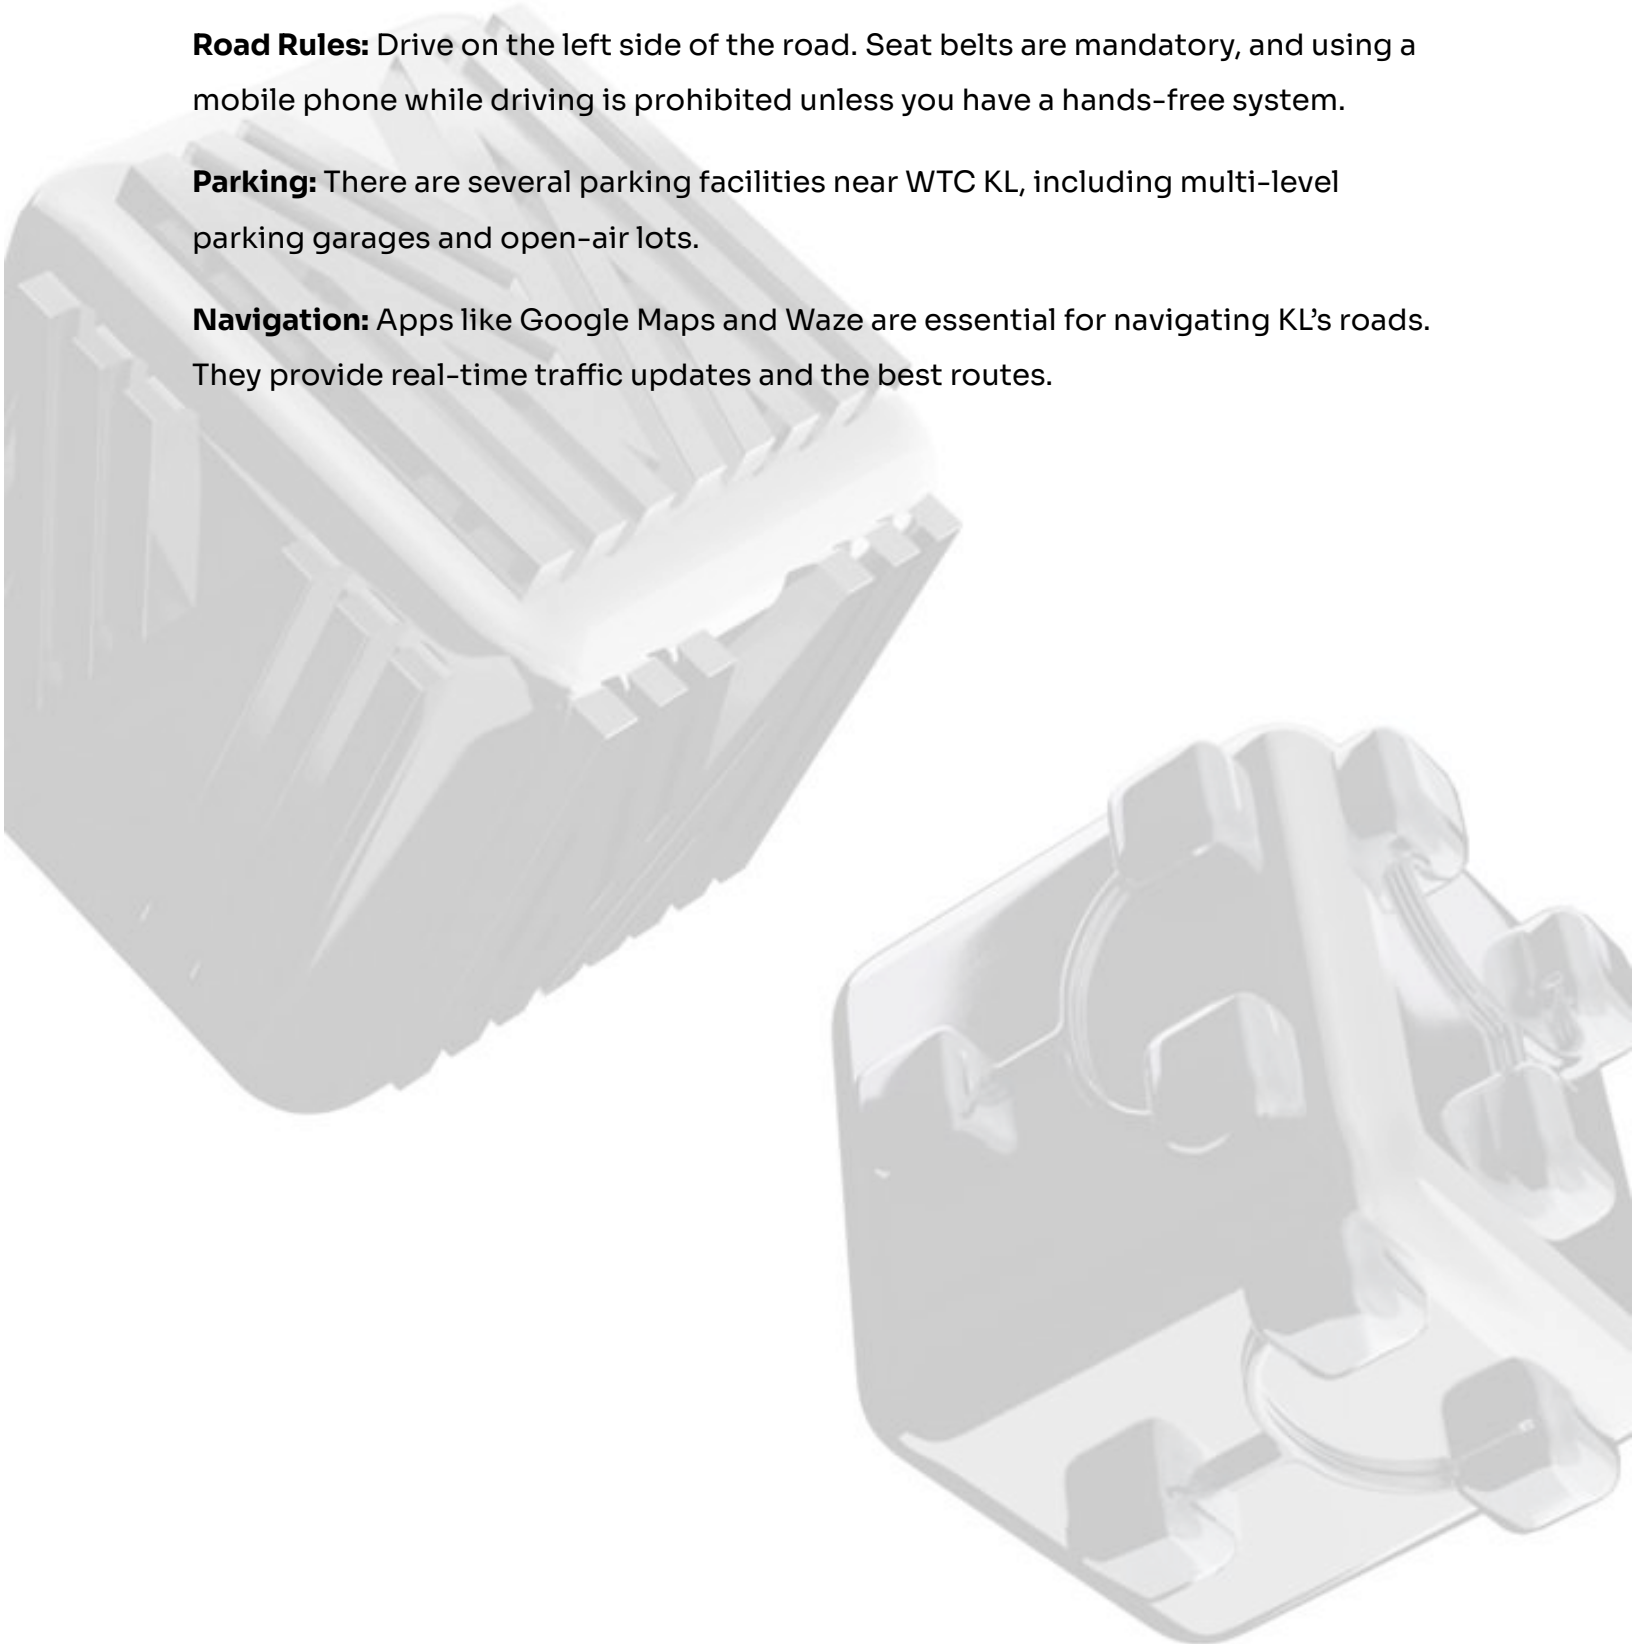 Road Rules: Drive on the left side of the road. Seat belts are mandatory, and using a
mobile phone while driving is prohibited unless you have a hands-free system.
Parking: There are several parking facilities near WTC KL, including multi-level
parking garages and open-air lots.
Navigation: Apps like Google Maps and Waze are essential for navigating KL’s roads.
They provide real-time traffic updates and the best routes.